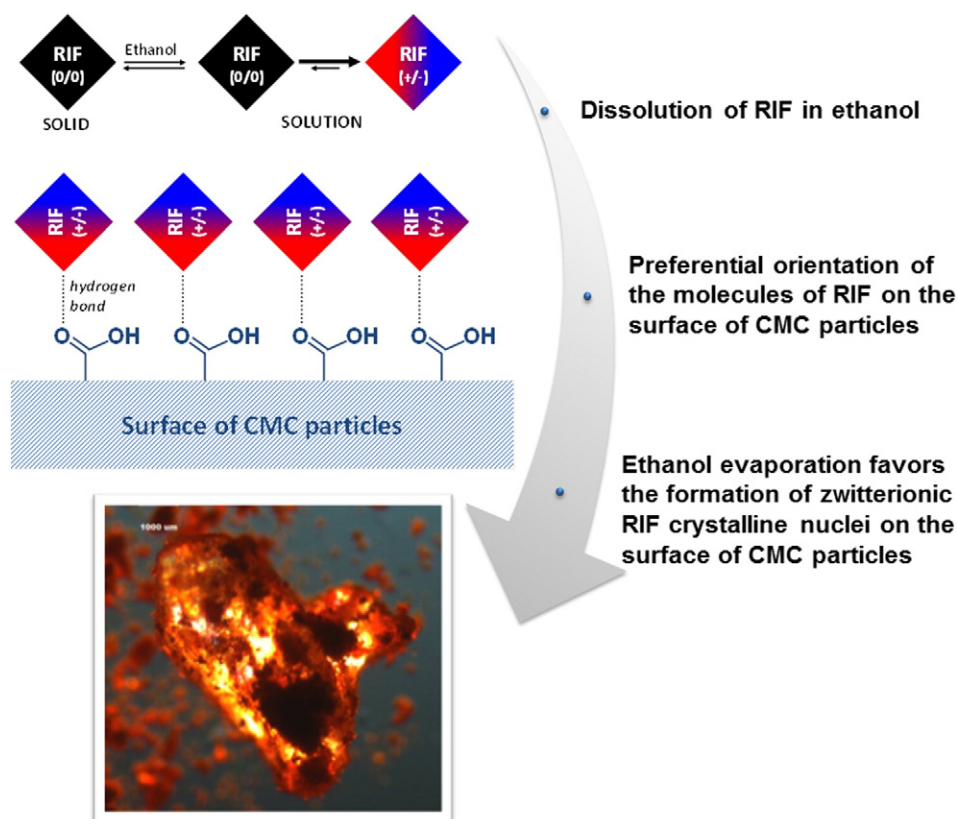 RIF
(0/0)
Ethanol
RIF
(0/0)
RIF
(+/-)
SOLID
SOLUTION
Dissolution of RIF in ethanol
RIF
(+/-)
RIF
(+/-)
RIF
(+/-)
RIF
(+/-)
hydrogen
bond
O OH
O OH
O OH
O OH
Surface of CMC particles
Preferential orientation of
the molecules of RIF on the
surface of CMC particles
Ethanol evaporation favors
the formation of zwitterionic
RIF crystalline nuclei on the
surface of CMC particles
1000 um